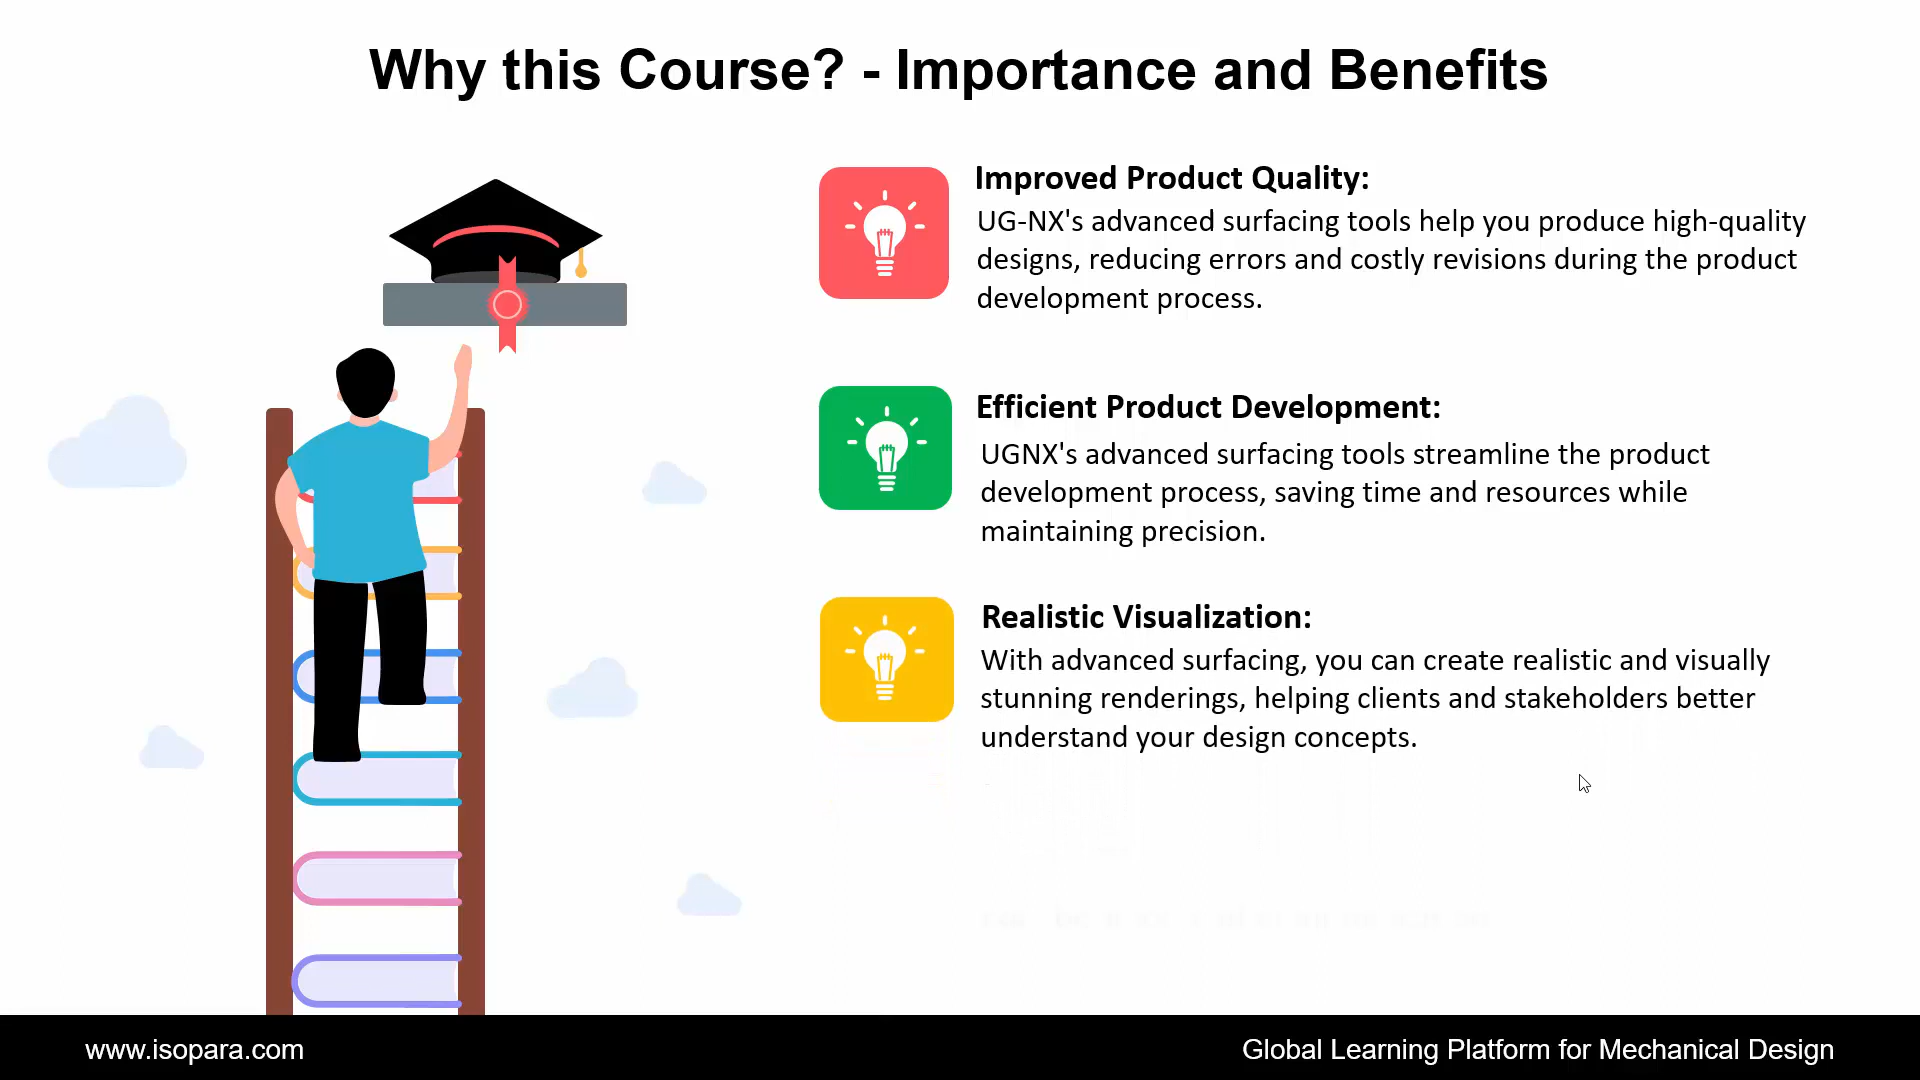 Why this Course? - Importance and Benefits
Improved Product Quality:
UG-NX's advanced surfacing tools help you produce high-quality
designs, reducing errors and costly revisions during the product
development process.
Efficient Product Development:
UGNX's advanced surfacing tools streamline the product
development process, saving time and resources while
maintaining precision.
Realistic Visualization:
With advanced surfacing, you can create realistic and visually
stunning renderings, helping clients and stakeholders better
understand your design concepts.
www.isopara.com
Global Learning Platform for Mechanical Design